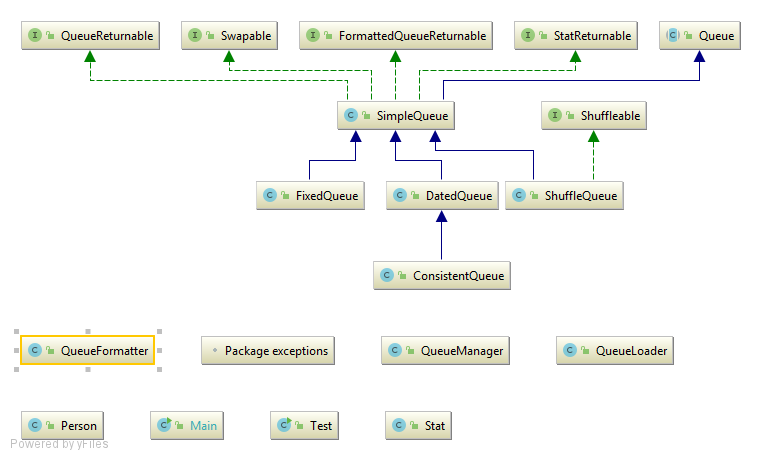 QueueReturnable
Swapable
FormattedQueueReturnable
StatReturnable
Queue
SimpleQueue
Shuffleable
FixedQueue
DatedQueue
ShuffleQueue
ConsistentQueue
QueueFormatter
Package exceptions
QueueManager
QueueLoader
Person
Main
Test
Stat
Powered by yFiles